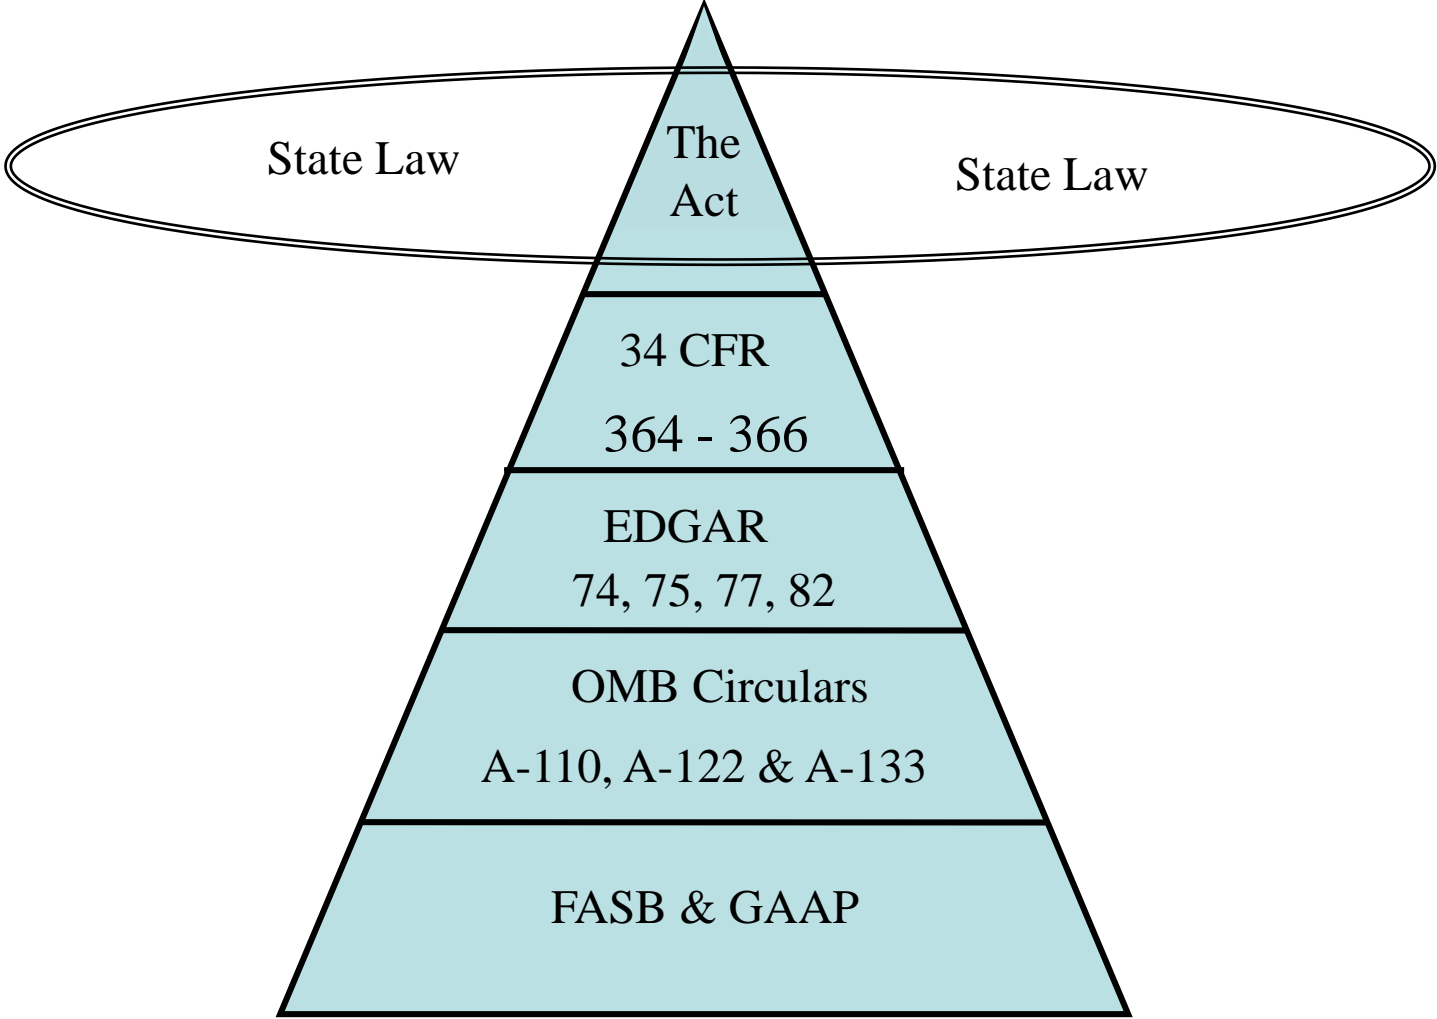 State Law
The
Act
State Law
34 CFR
364 - 366
EDGAR
74, 75, 77, 82
OMB Circulars
A-110, A-122 & A-133
FASB & GAAP